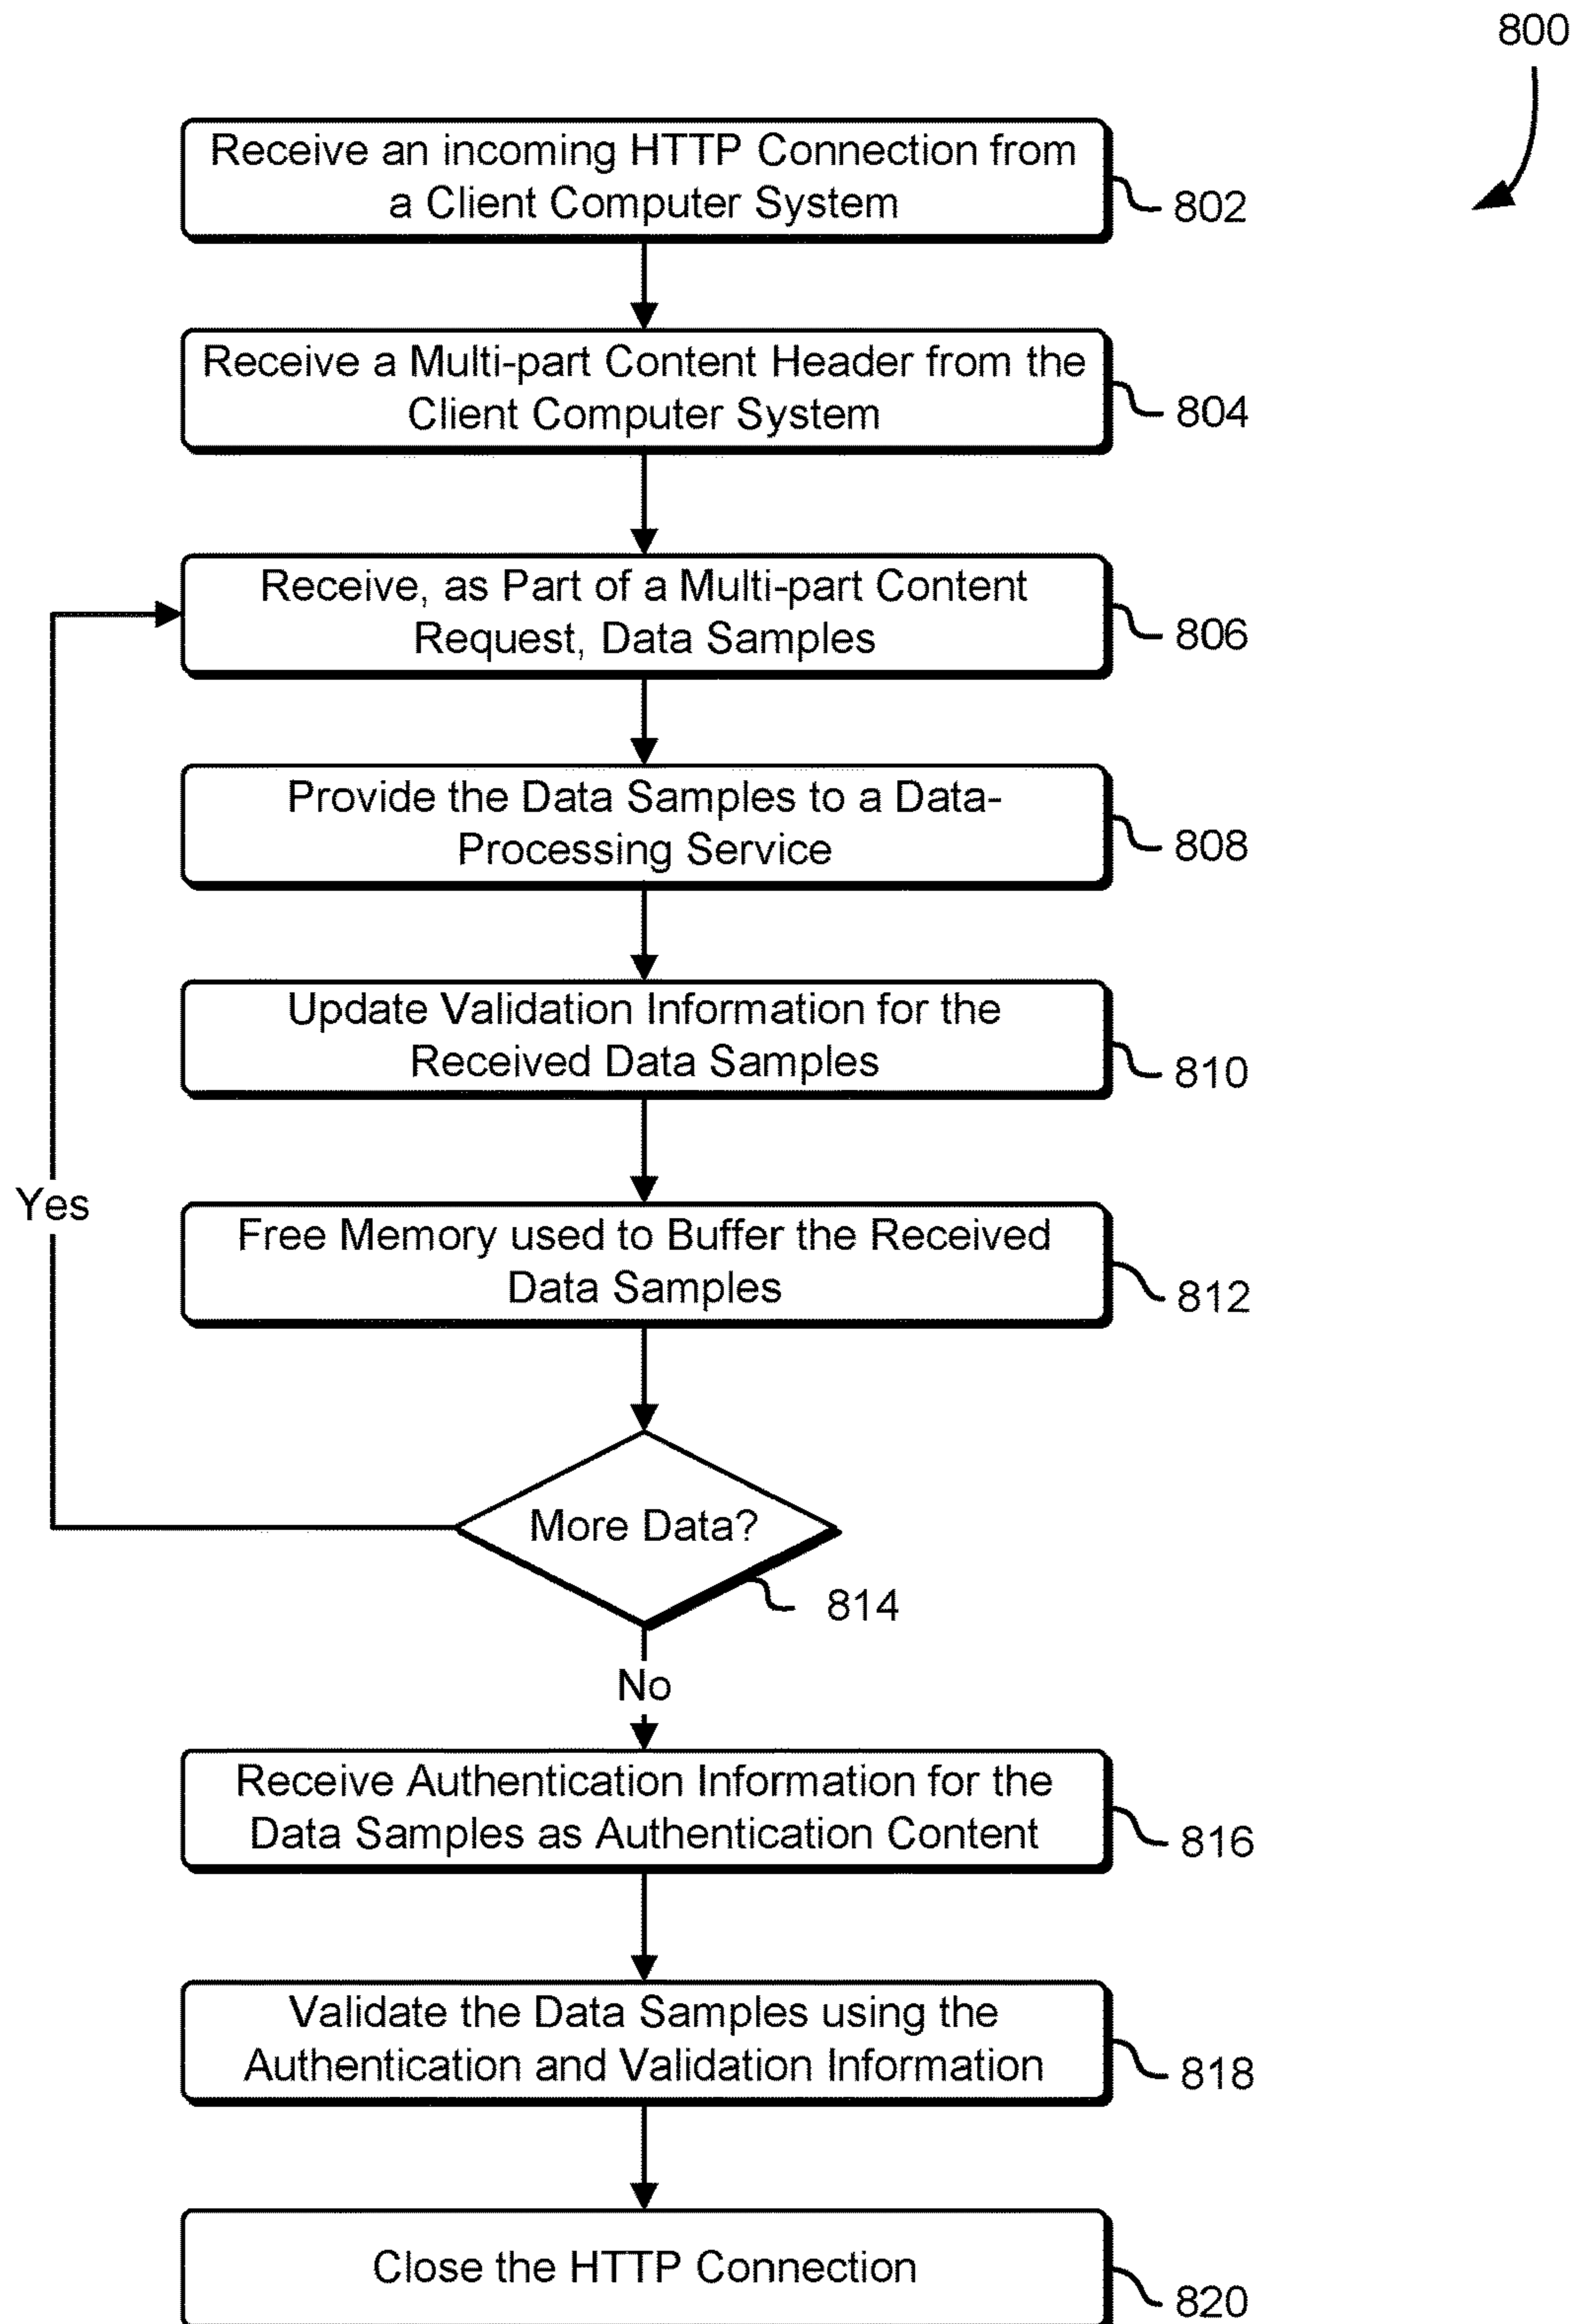 800
Receive an incoming HTTP Connection from
a Client Computer System
802
Receive a Multi-part Content Header from the
Client Computer System
804
Receive, as Part of a Multi-part Content
Request, Data Samples
806
Provide the Data Samples to a Data-
Processing Service
808
Update Validation Information for the
Received Data Samples
810
Yes
Free Memory used to Buffer the Received
Data Samples
812
More Data?
814
No
Receive Authentication Information for the
Data Samples as Authentication Content
816
Validate the Data Samples using the
Authentication and Validation Information
818
Close the HTTP Connection
820